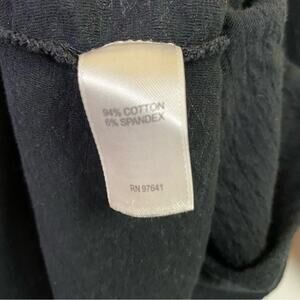 94% COTTON
6% SPANDEX
RN 97641